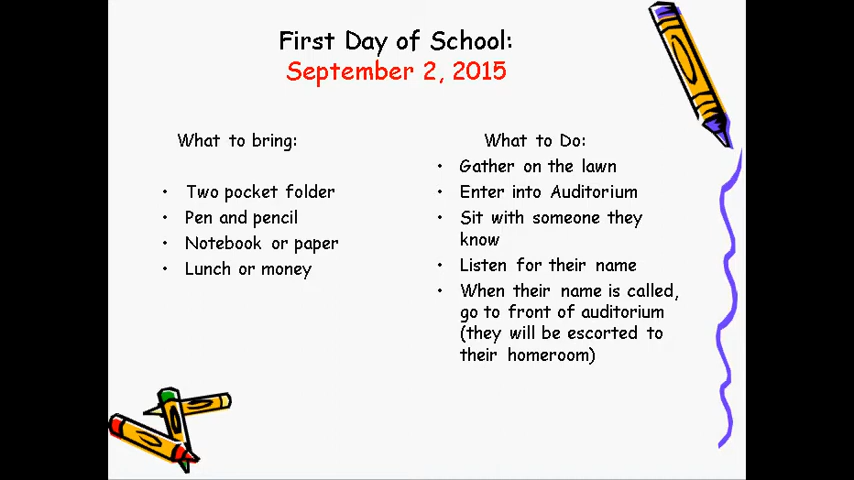 First Day of School:
September 2, 2015
What to bring:
• Two pocket folder
• Pen and pencil
• Notebook or paper
• Lunch or money
What to Do:
• Gather on the lawn
• Enter into Auditorium
• Sit with someone they
know
• Listen for their name
• When their name is called,
go to front of auditorium
(they will be escorted to
their homeroom)